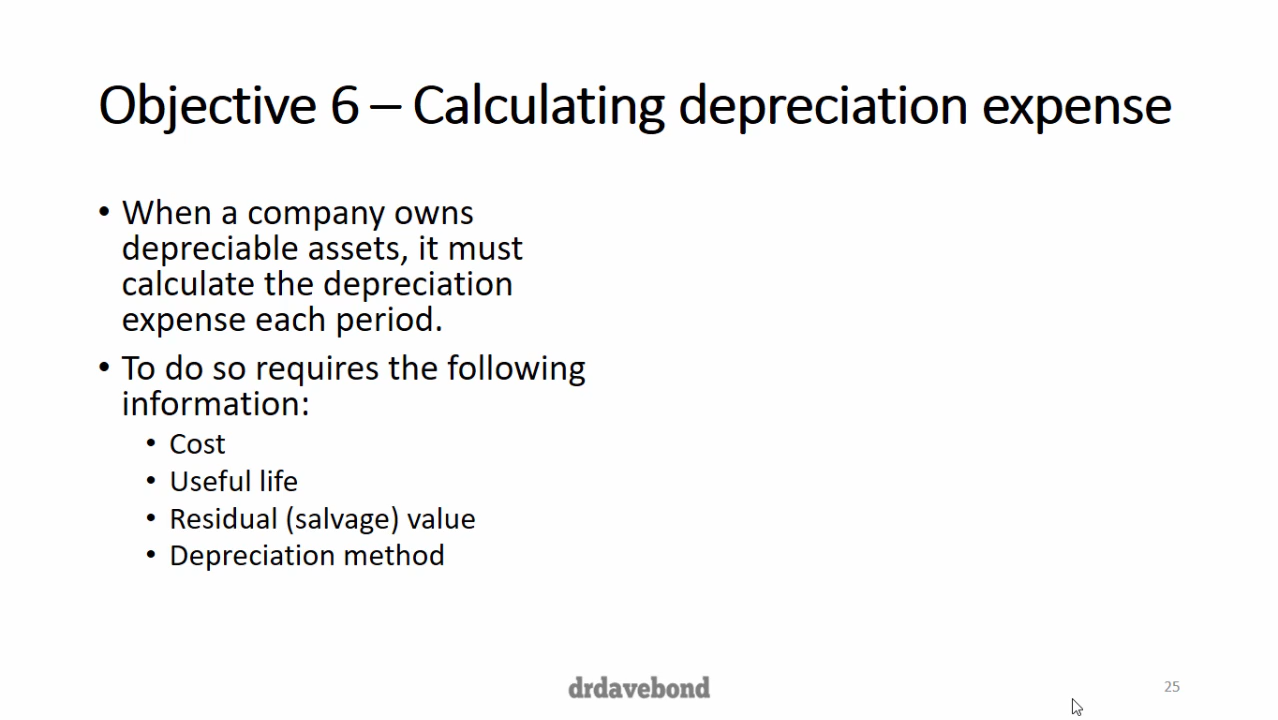 Objective 6 – Calculating depreciation expense
• When a company owns
depreciable assets, it must
calculate the depreciation
expense each period.
• To do so requires the following
information:
• Cost
• Useful life
• Residual (salvage) value
• Depreciation method
drdavebond
25